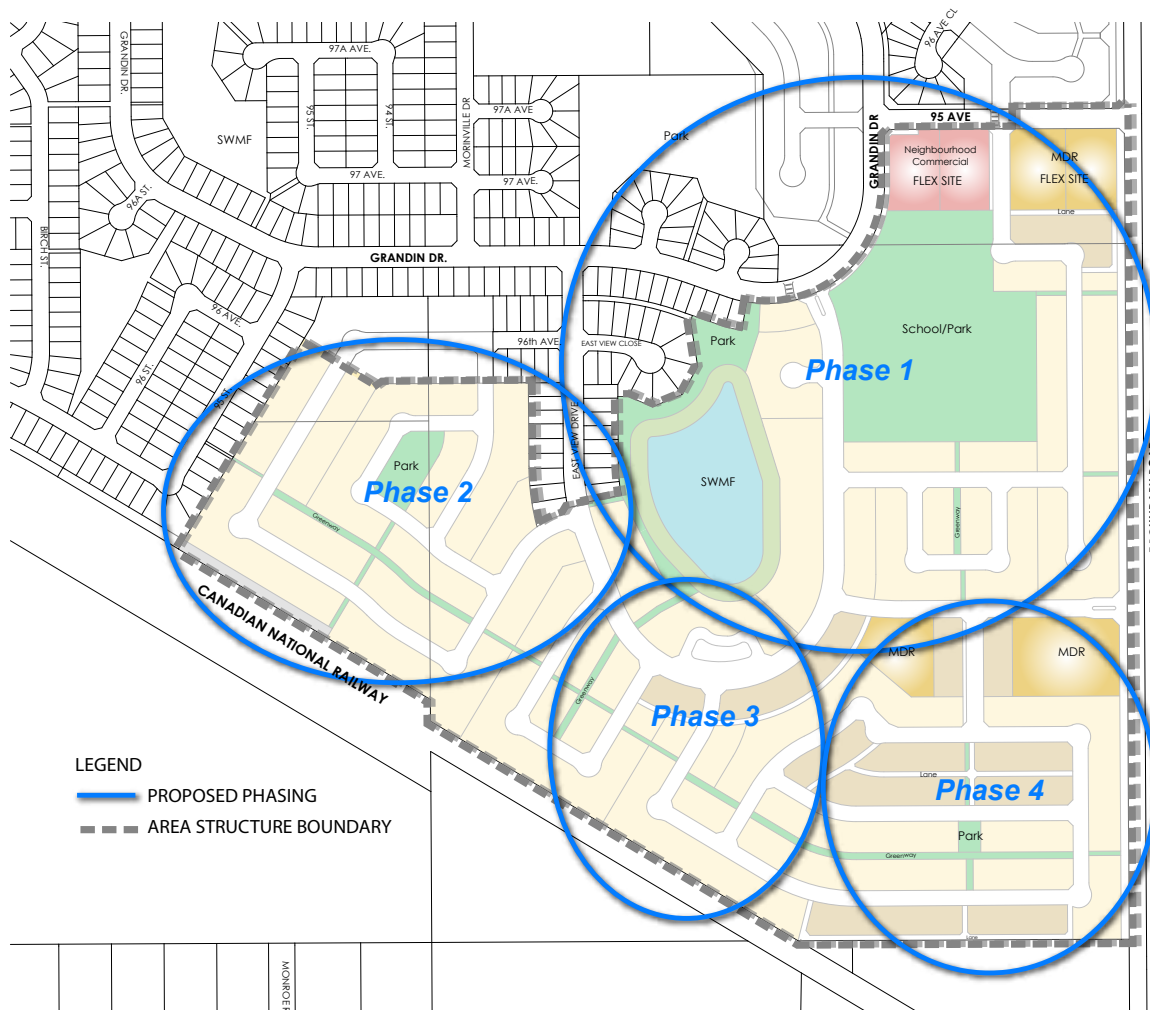 96 AVE CL
GRANDIN DR.
97A AVE.
95 ST.
94 ST.
MORINVILLE DR
97A AVE
SWMF
97 AVE.
97 AVE.
Park
GRANDIN DR
95 AVE
Neighbourhood
Commercial
FLEX SITE
MDR
FLEX SITE
Lane
96A ST.
BIRCH ST.
GRANDIN DR.
96 AVE.
96 ST.
95 ST.
96th AVE.
EAST VIEW CLOSE
EAST VIEW DRIVE
Park
School/Park
Phase 1
Park
Phase 2
SWMF
Greenway
Greenway
CANADIAN NATIONAL RAILWAY
MDR
MDR
Greenway
Phase 3
Lane
Phase 4
Park
Greenway
Lane
LEGEND
PROPOSED PHASING
AREA STRUCTURE BOUNDARY